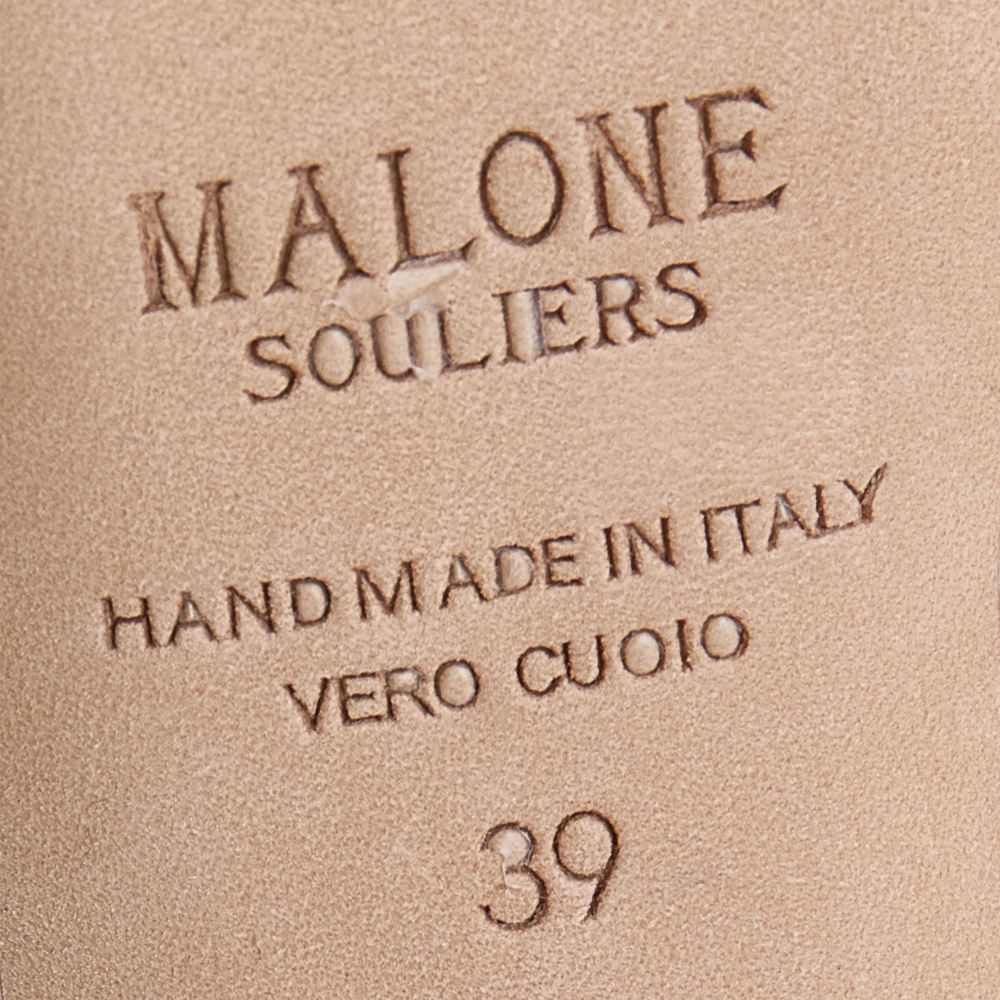 MALONE
SOULIERS
HAND MADE IN ITALY
VERO CUOIO
39